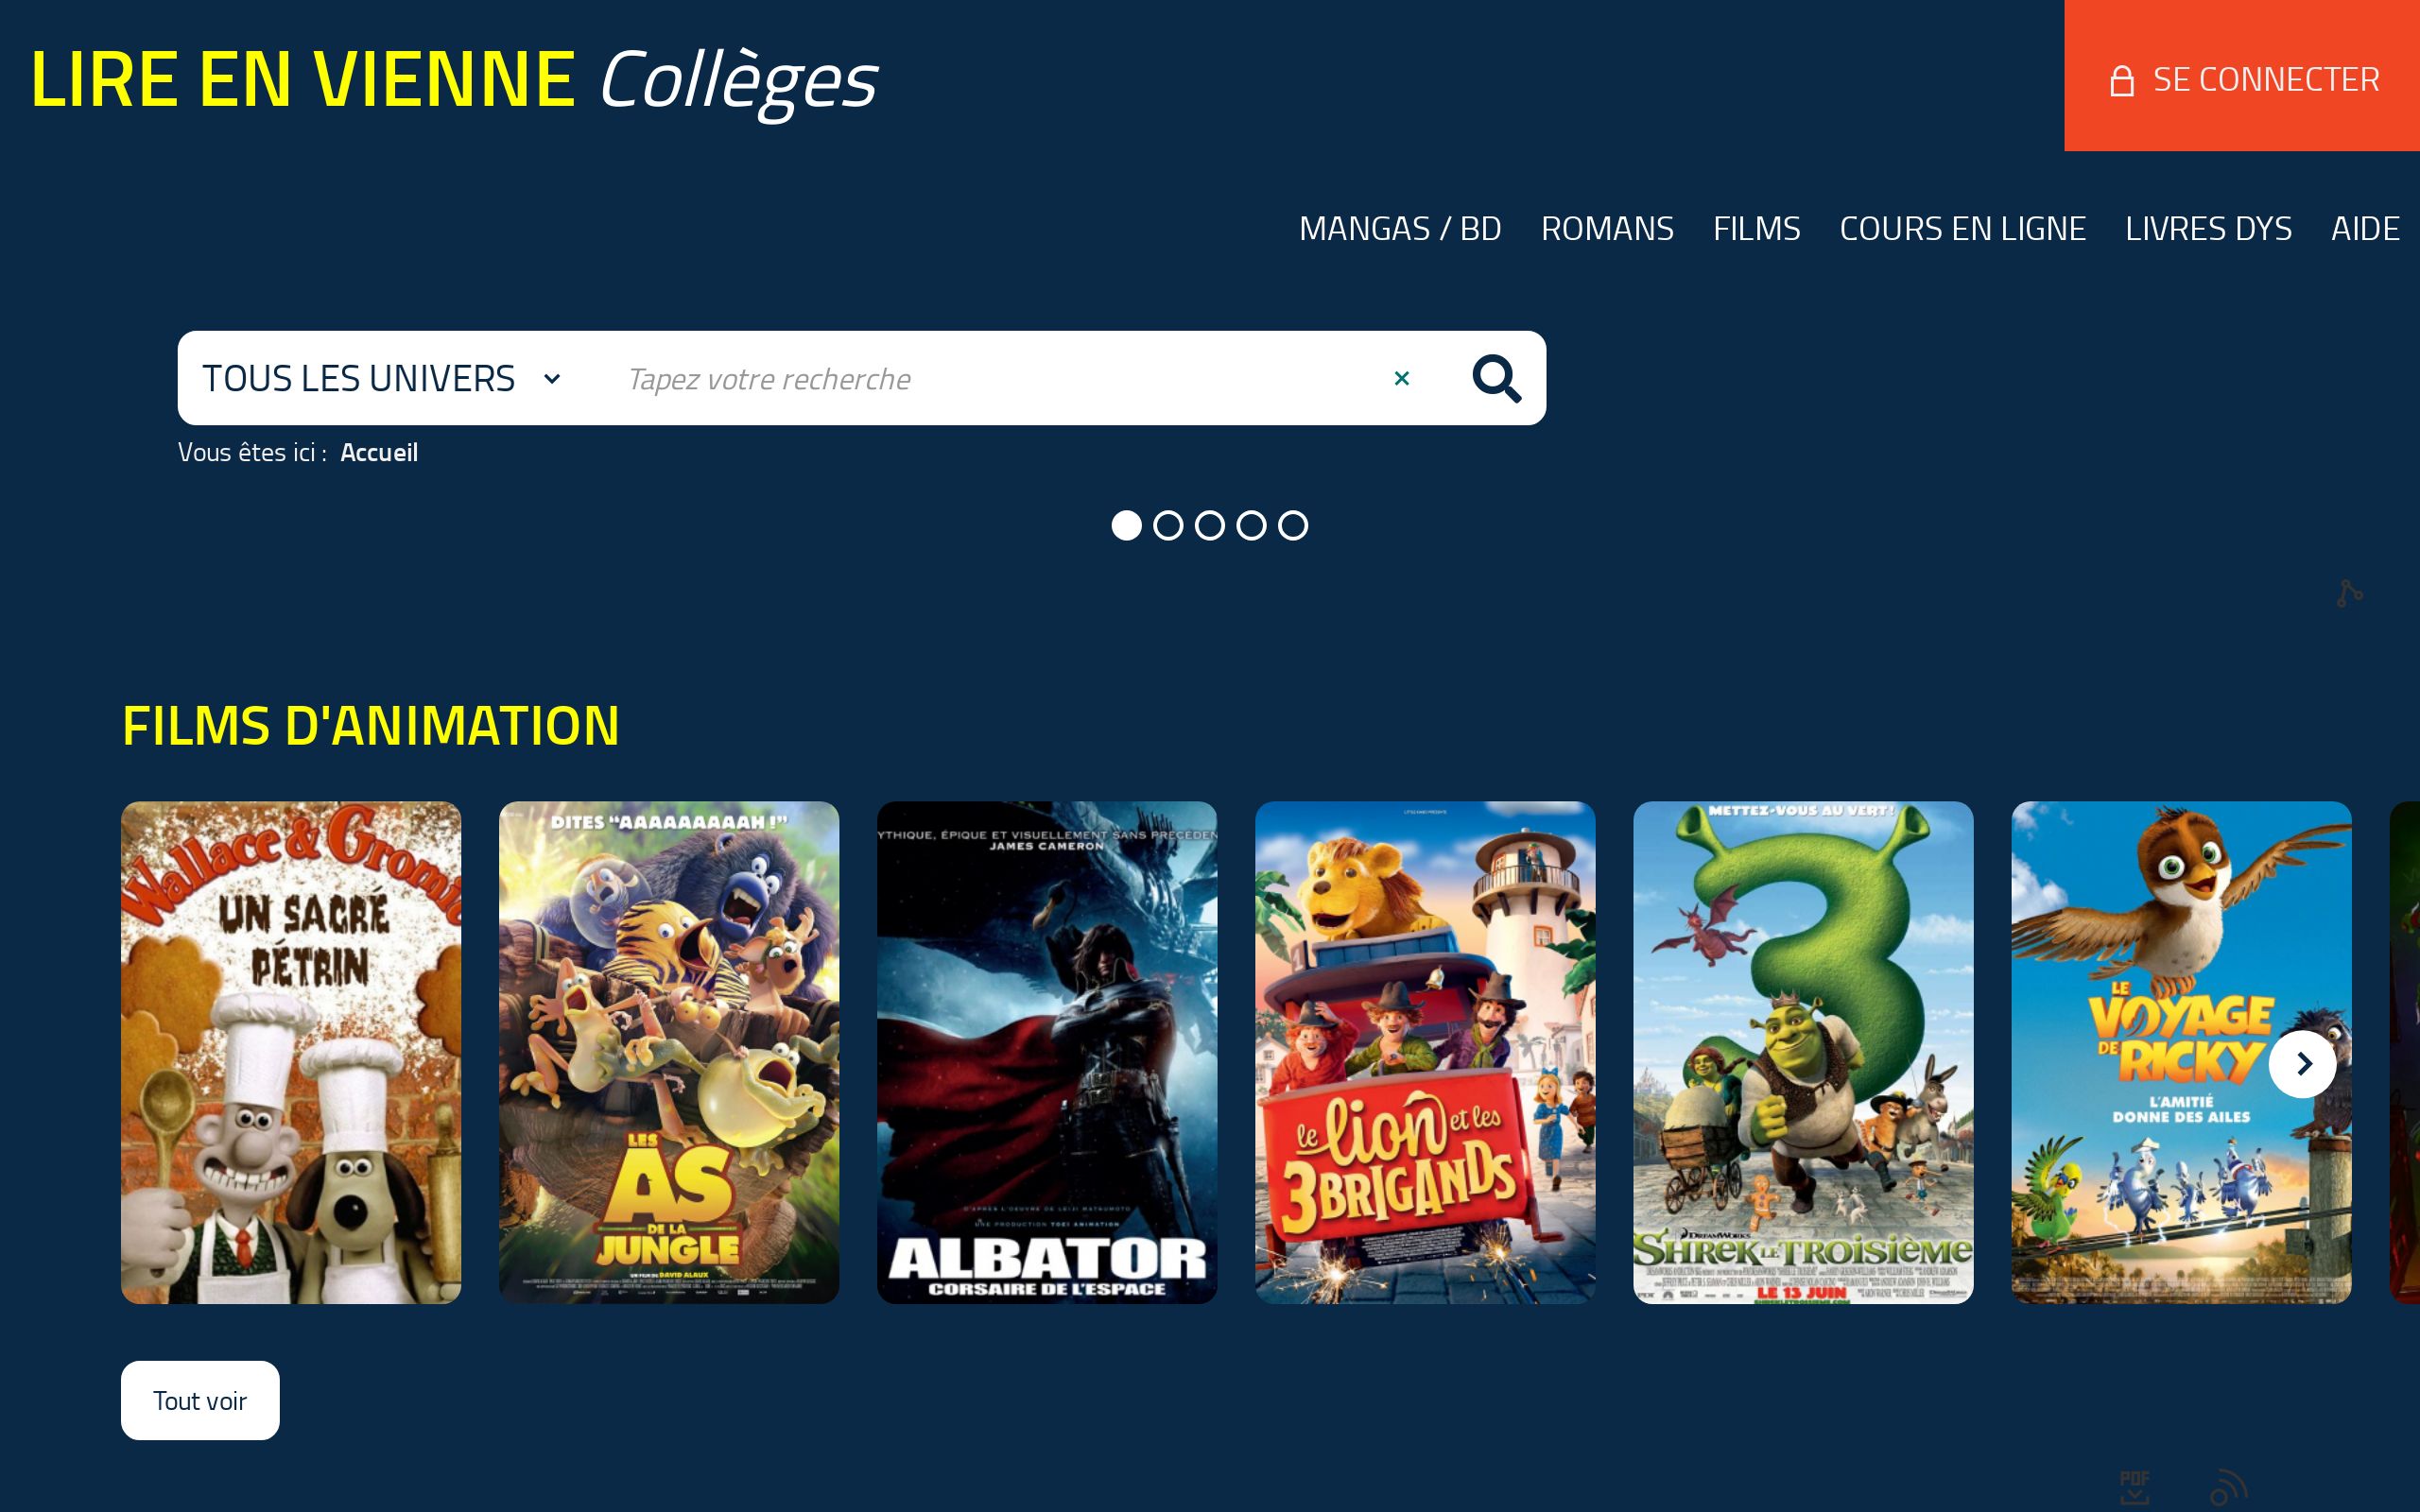 LIRE EN VIENNE Collèges
SE CONNECTER
MANGAS / BD ROMANS FILMS COURS EN LIGNE LIVRES DYS AIDE
TOUS LES UNIVERS Tapez votre recherche
Vous êtes ici : Accueil
FILMS D'ANIMATION
Wallace & Gromit
UN SACRÉ
PÉTRIN
DITES “AAAAAAAAAH !”
LES
AS
DE LA
JUNGLE
UN FILM DE DAVID ALAUX
YTHIQUE, ÉPIQUE ET VISUELLEMENT SANS PRÉCÉDEN
JAMES CAMERON
D'APRÈS L'OEUVRE DE LEIJI MATSUMOTO
UNE PRODUCTION TOEI ANIMATION
ALBATOR
CORSAIRE DE L'ESPACE
le lion et les
3 BRIGANDS
METTEZ-VOUS AU VERT !
3
DREAMWORKS
SHREK LE TROISIÈME
LE 13 JUIN
LE
VOYAGE
DE RICKY
L'AMITIÉ
DONNE DES AILES
Tout voir
PDF